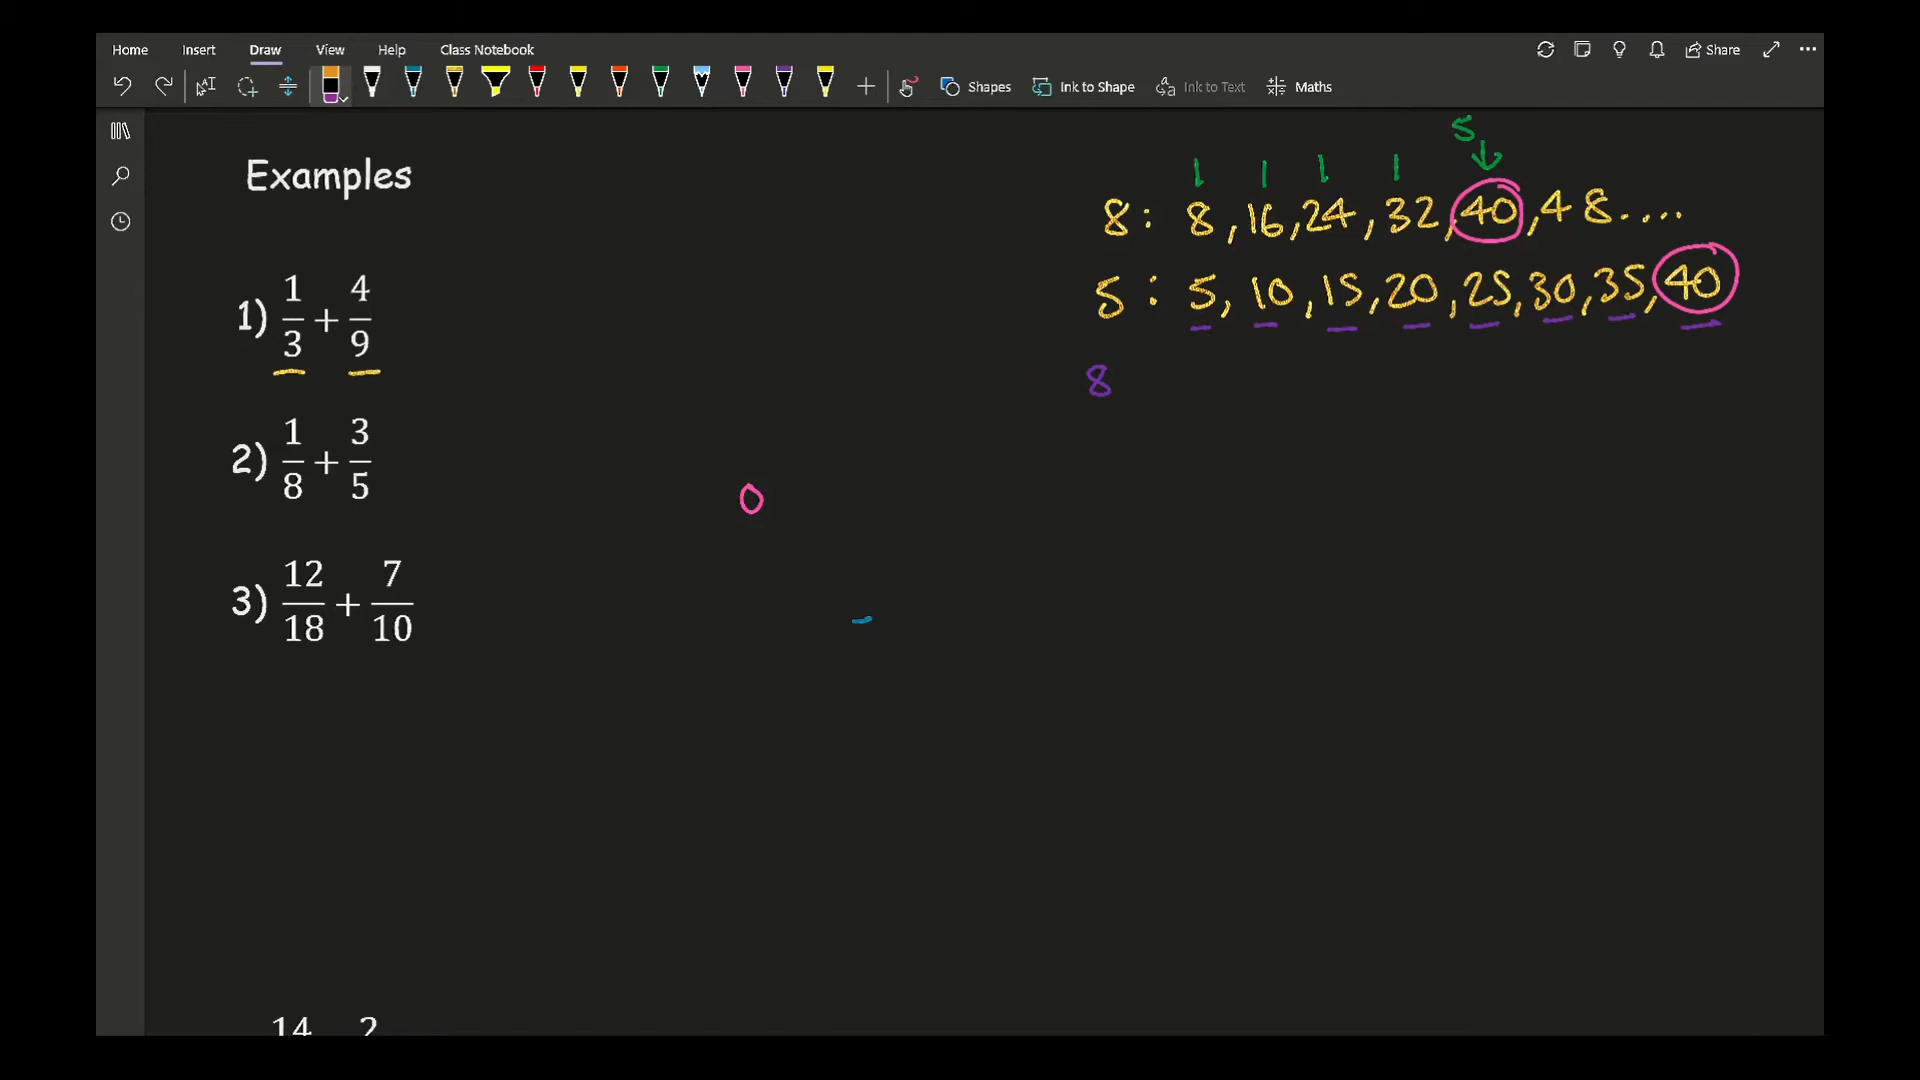 Home Insert Draw View Help Class Notebook Share
Shapes Ink to Shape Ink to Text Maths
Examples
5
1 1 1 1
8: 8, 16, 24, 32, 40, 48....
5: 5, 10, 15, 20, 25, 30, 35, 40
8
1) 1/3 + 4/9
2) 1/8 + 3/5
0
3) 12/18 + 7/10
14 2